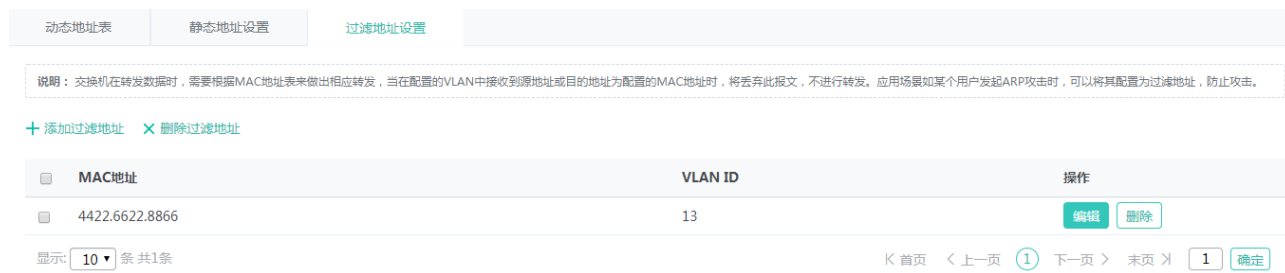 动态地址表 静态地址设置 过滤地址设置
说明： 交换机在转发数据时，需要根据MAC地址表来做出相应转发，当在配置的VLAN中接收到源地址或目的地址为配置的MAC地址时，将丢弃此报文，不进行转发。应用场景如某个用户发起ARP攻击时，可以将其配置为过滤地址，防止攻击。
添加过滤地址 删除过滤地址
MAC地址 VLAN ID 操作
4422.6622.8866 13 编辑 删除
显示: 10 条 共1条 首页 上一页 1 下一页 末页 1 确定